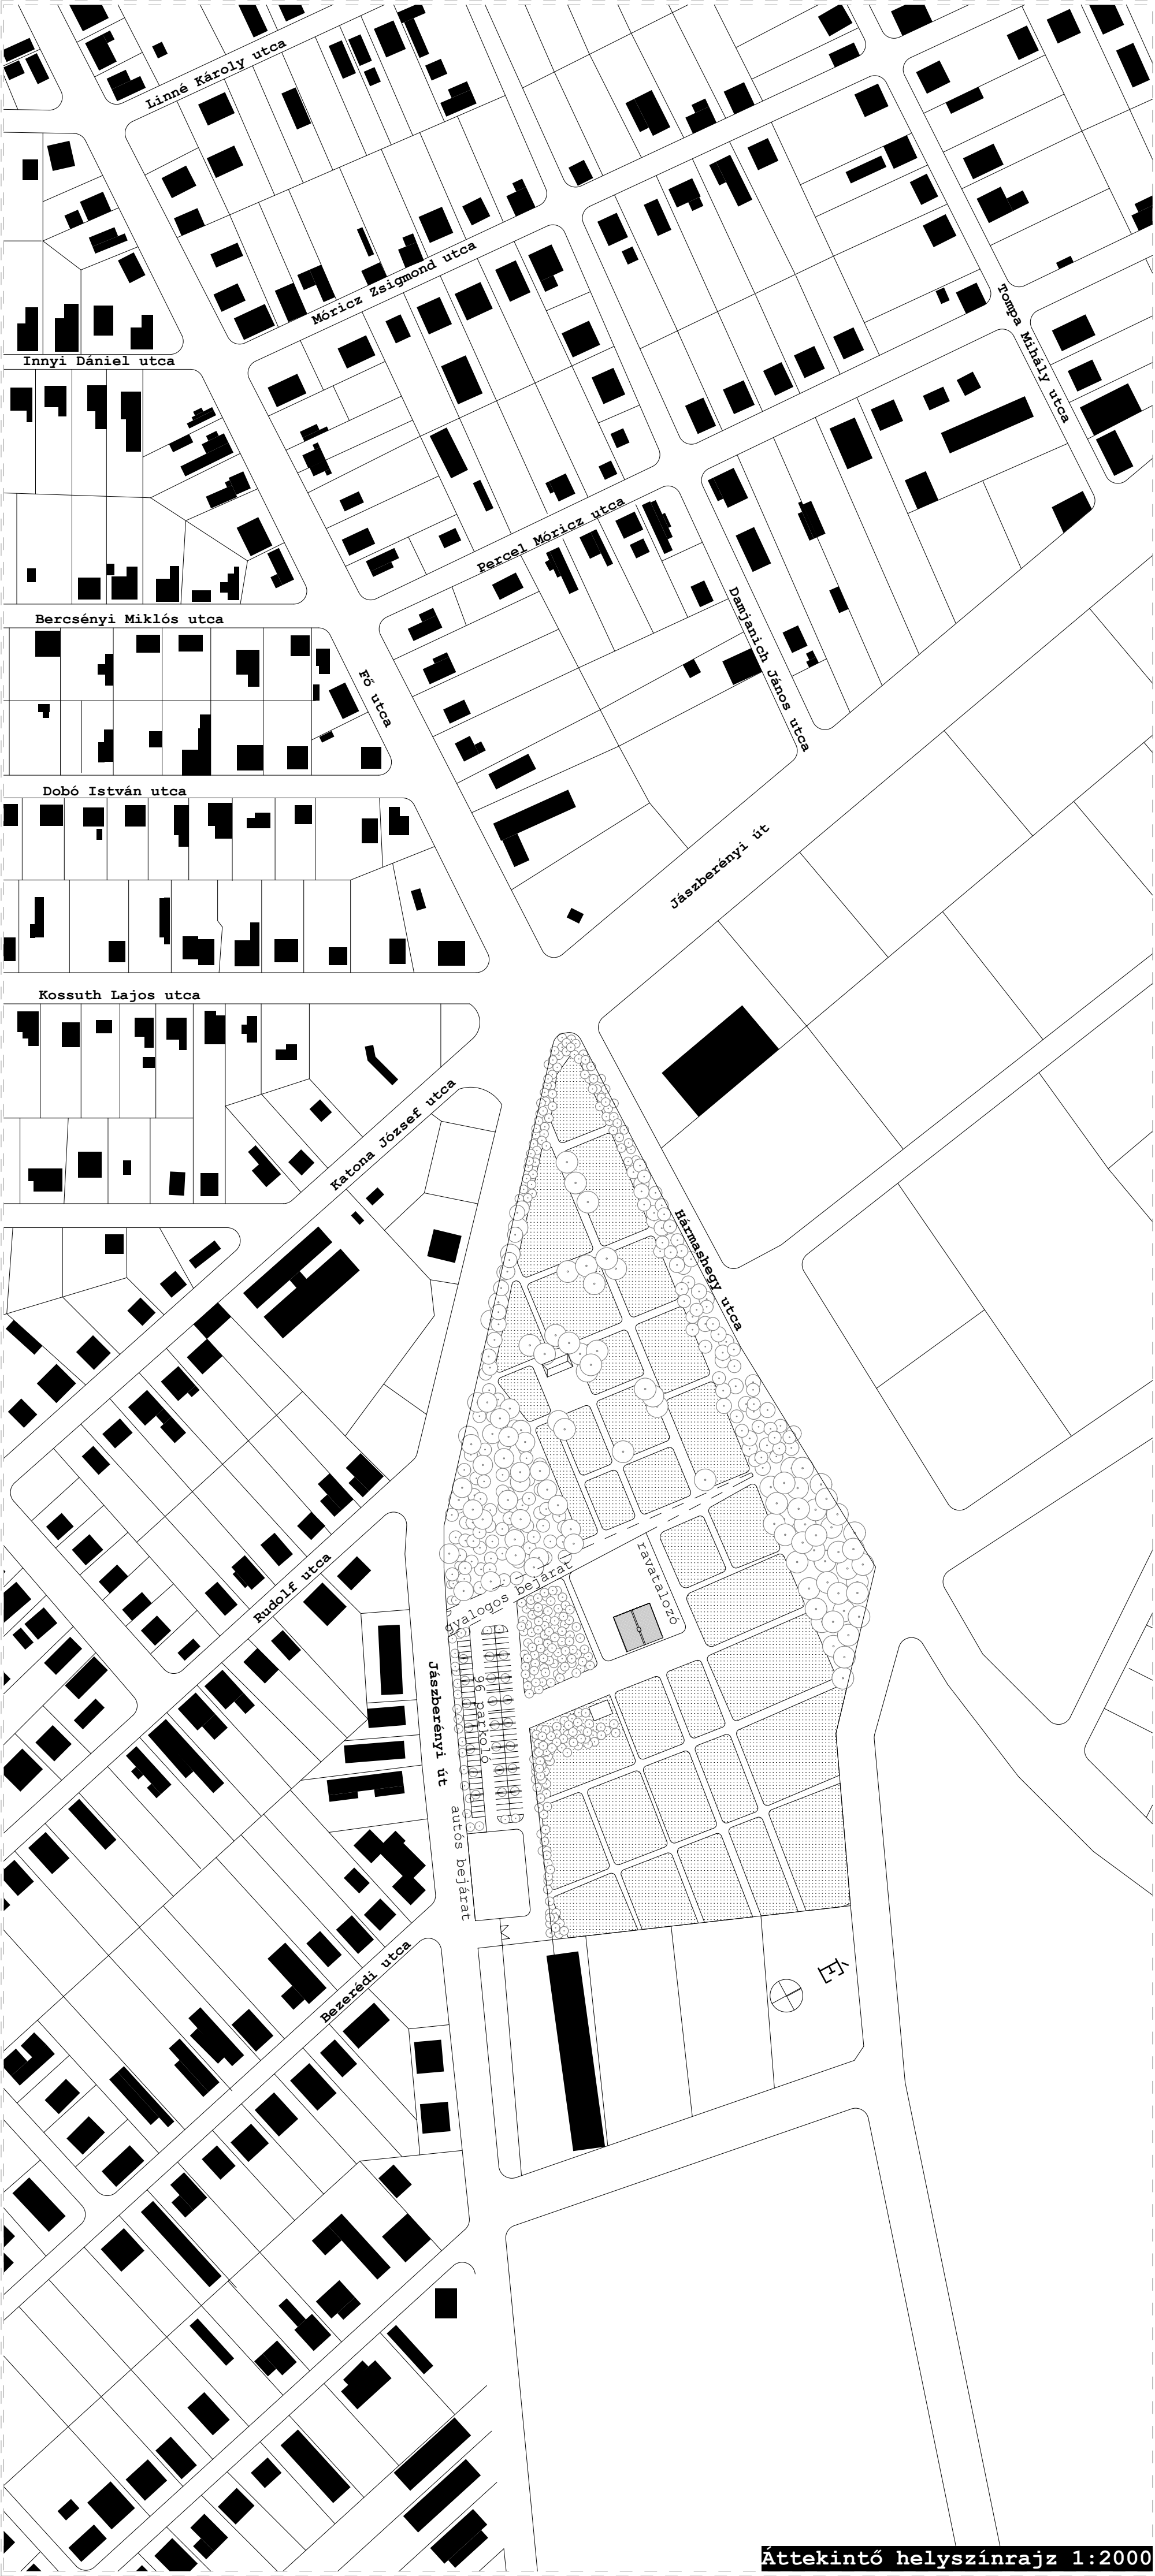 Linné Károly utca
Móricz Zsigmond utca
Tompa Mihály utca
Innyi Dániel utca
Percel Móricz utca
Damjanich János utca
Bercsényi Miklós utca
Fő utca
Dobó István utca
Jászberényi út
Kossuth Lajos utca
Katona József utca
Hármashegy utca
Rudolf utca
gyalogos bejárat
ravatalozó
Jászberényi út
96 parkoló
autós bejárat
Bezerédi utca
M
É
Áttekintő helyszínrajz 1:2000